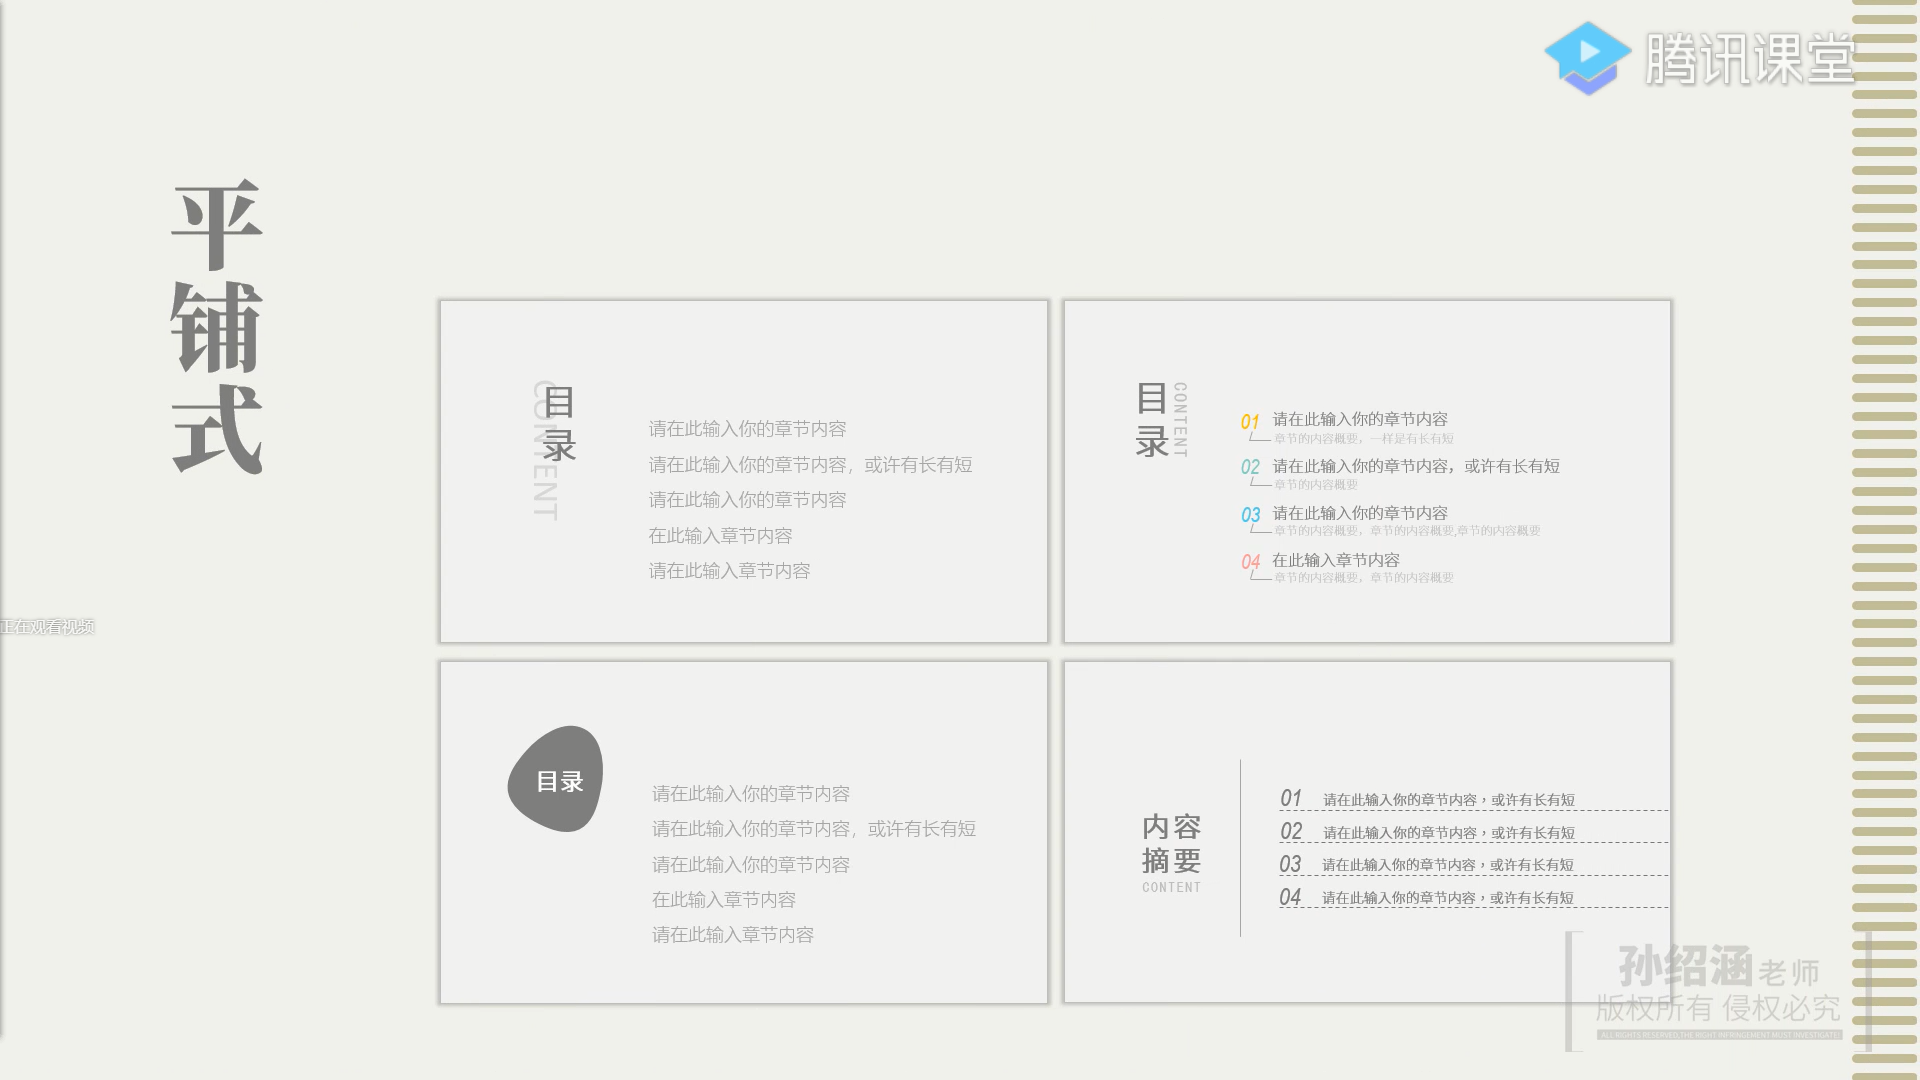 腾讯课堂
平铺式
目录
CONTENT
请在此输入你的章节内容
请在此输入你的章节内容，或许有长有短
请在此输入你的章节内容
在此输入章节内容
请在此输入章节内容
目录
CONTENT
01 请在此输入你的章节内容
章节的内容概要，一样是有长有短
02 请在此输入你的章节内容，或许有长有短
章节的内容概要
03 请在此输入你的章节内容
章节的内容概要，章节的内容概要,章节的内容概要
04 在此输入章节内容
章节的内容概要，章节的内容概要
正在观看视频
目录
请在此输入你的章节内容
请在此输入你的章节内容，或许有长有短
请在此输入你的章节内容
在此输入章节内容
请在此输入章节内容
内容
摘要
CONTENT
01 请在此输入你的章节内容，或许有长有短
02 请在此输入你的章节内容，或许有长有短
03 请在此输入你的章节内容，或许有长有短
04 请在此输入你的章节内容，或许有长有短
孙绍涵老师
版权所有 侵权必究
ALL RIGHTS RESERVED,THE RIGHT INFRINGEMENT MUST INVESTIGATE!